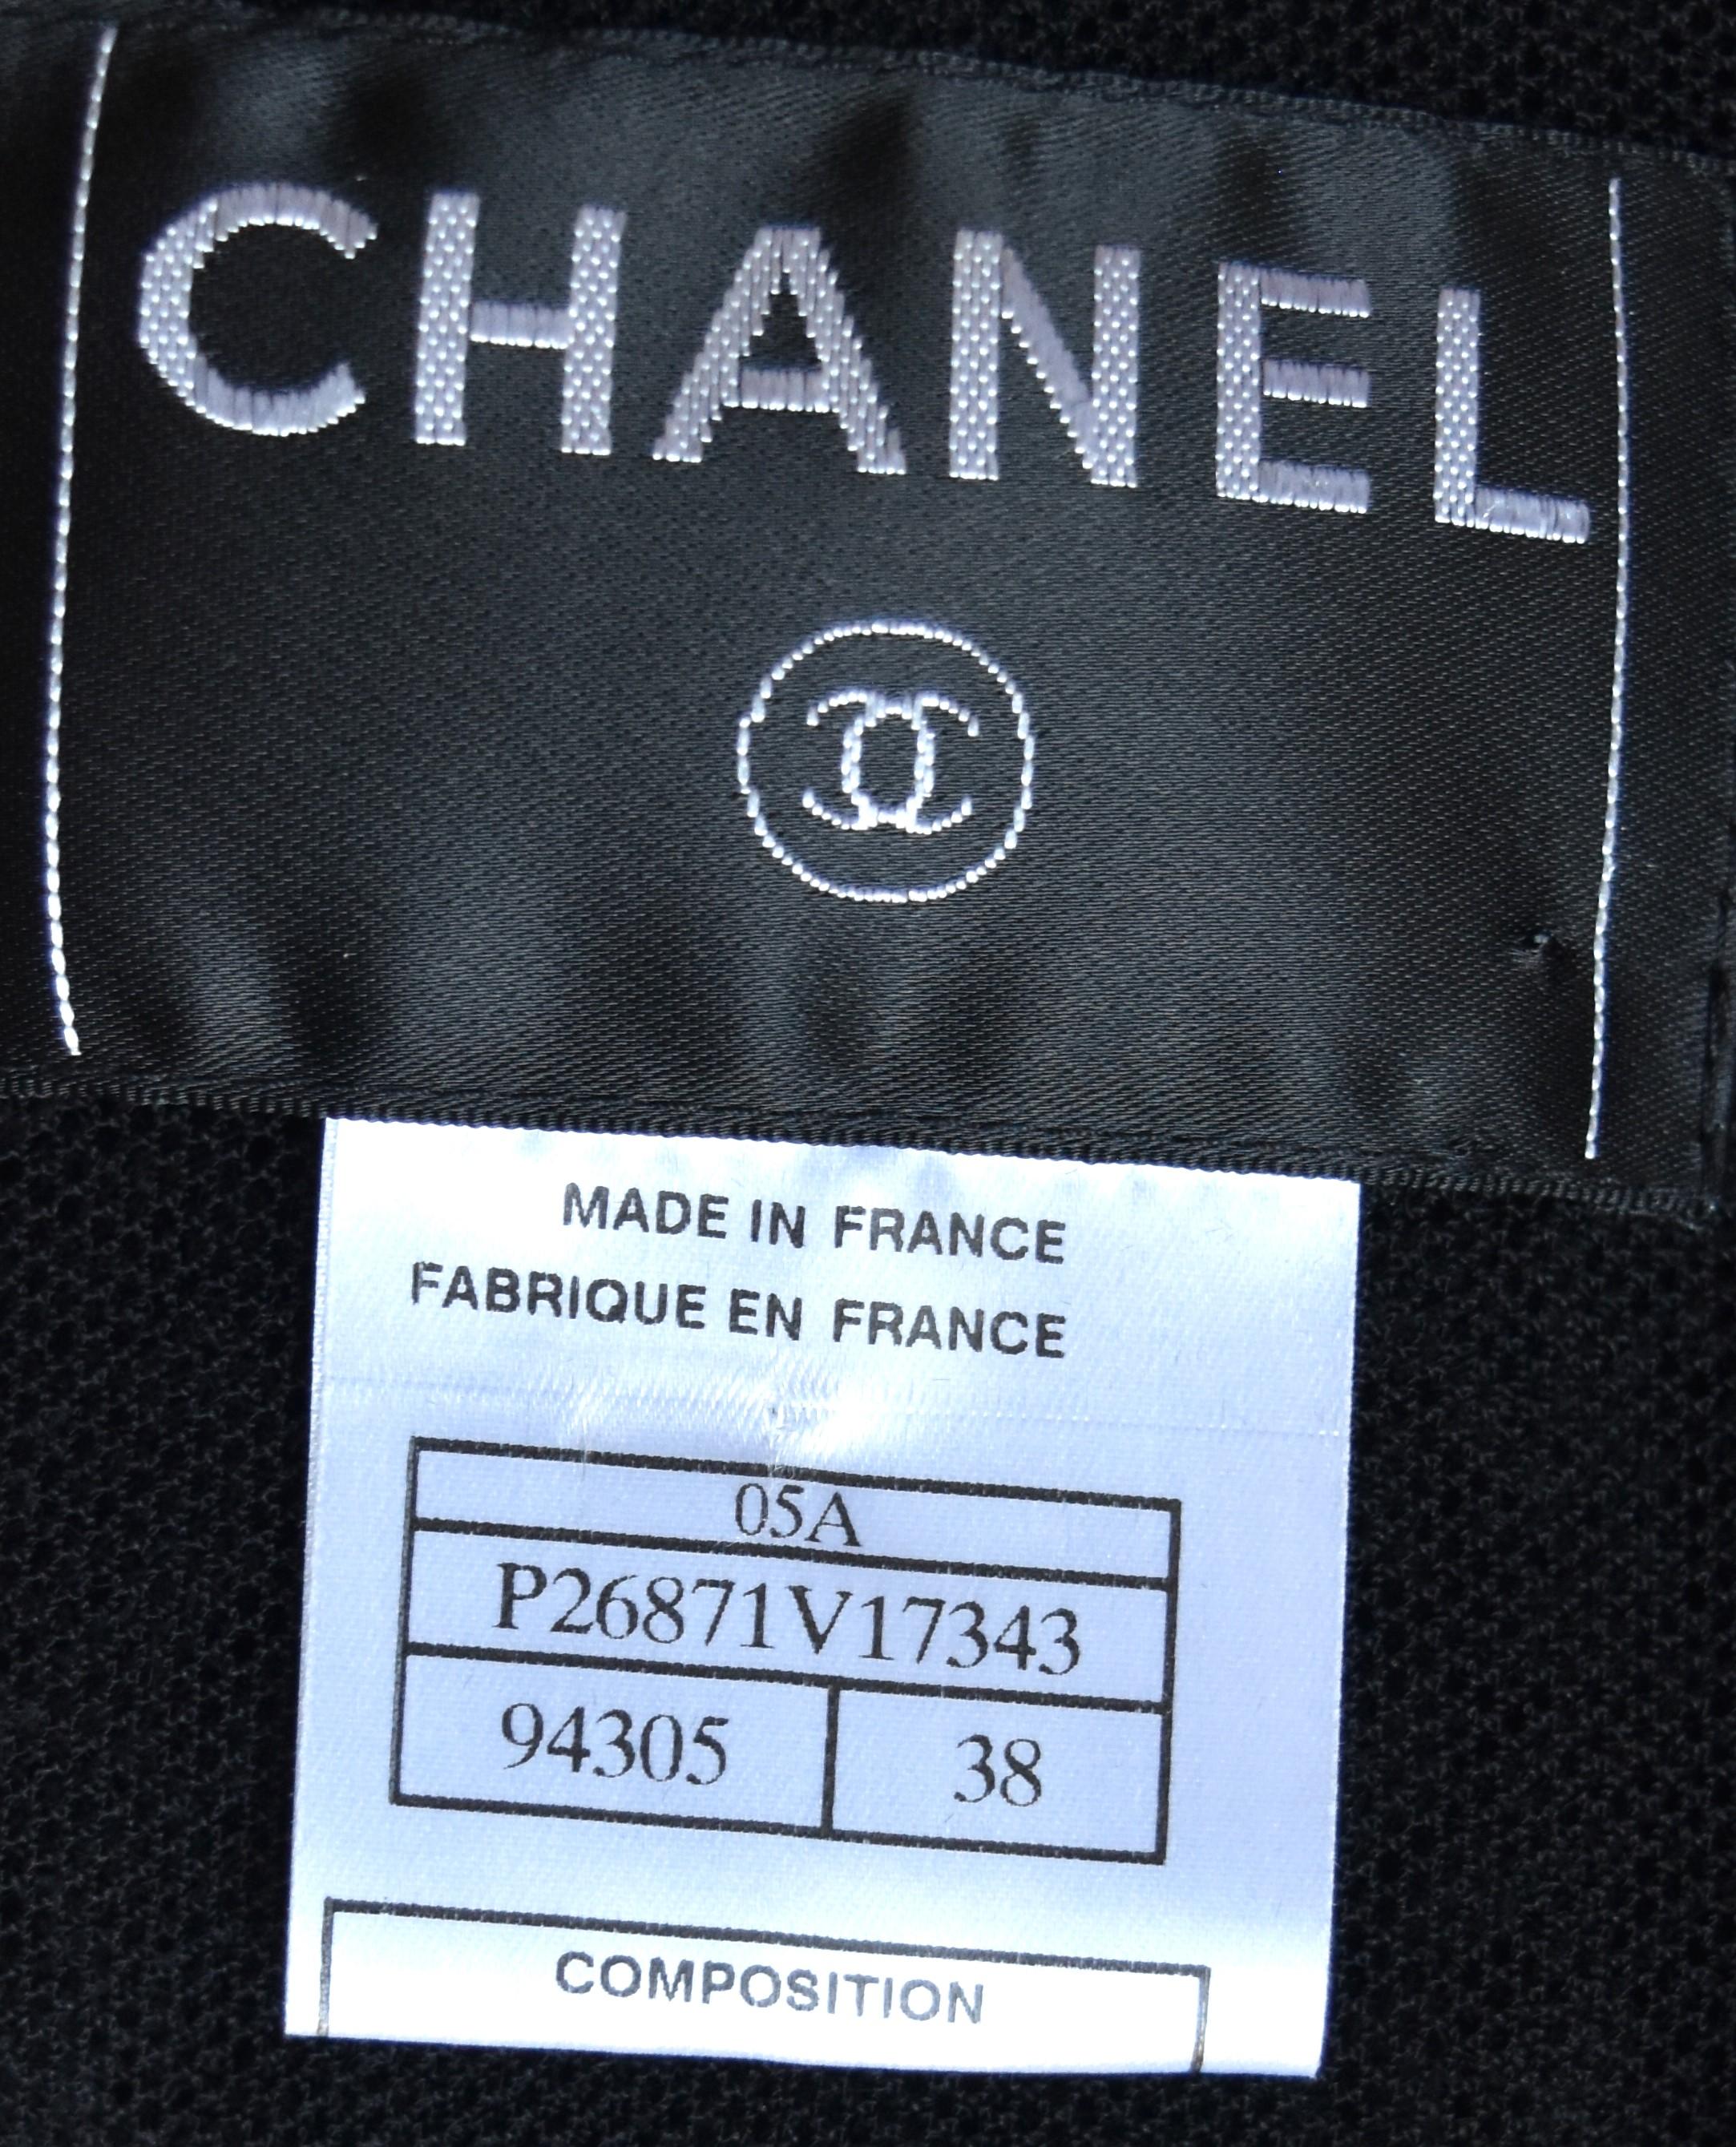 CHANEL
MADE IN FRANCE
FABRIQUE EN FRANCE
05A
P26871V17343
94305 38
COMPOSITION